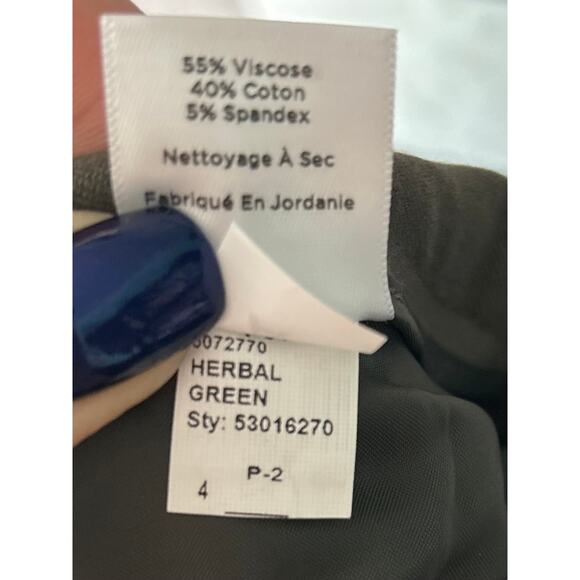 55% Viscose
40% Coton
5% Spandex
Nettoyage À Sec
Fabriqué En Jordanie
HERBAL
GREEN
Sty: 53016270
P-2
4